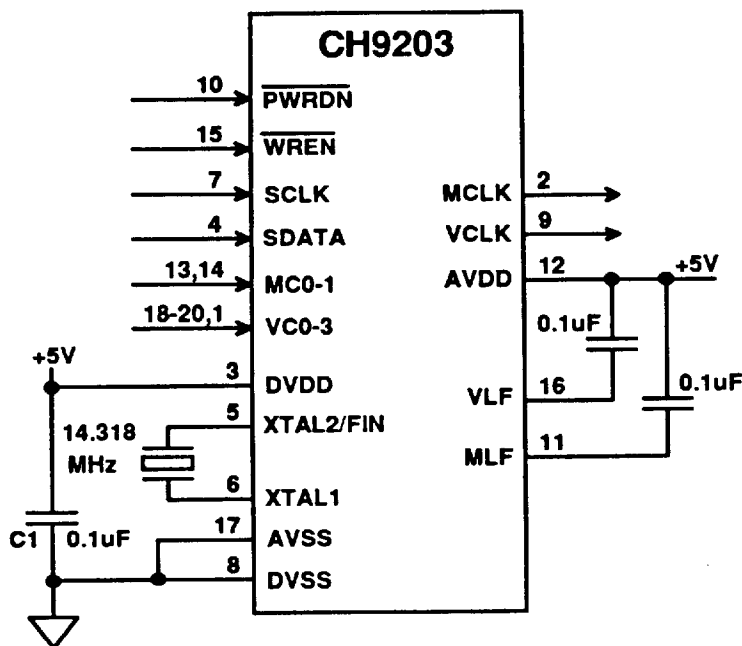 CH9203
10
PWRDN
15
WREN
7
SCLK
4
SDATA
13,14
MC0-1
18-20,1
VC0-3
+5V
3
DVDD
5
XTAL2/FIN
14.318
MHz
6
XTAL1
17
AVSS
C1
0.1uF
8
DVSS
MCLK
2
VCLK
9
AVDD
12
+5V
0.1uF
VLF
16
0.1uF
MLF
11